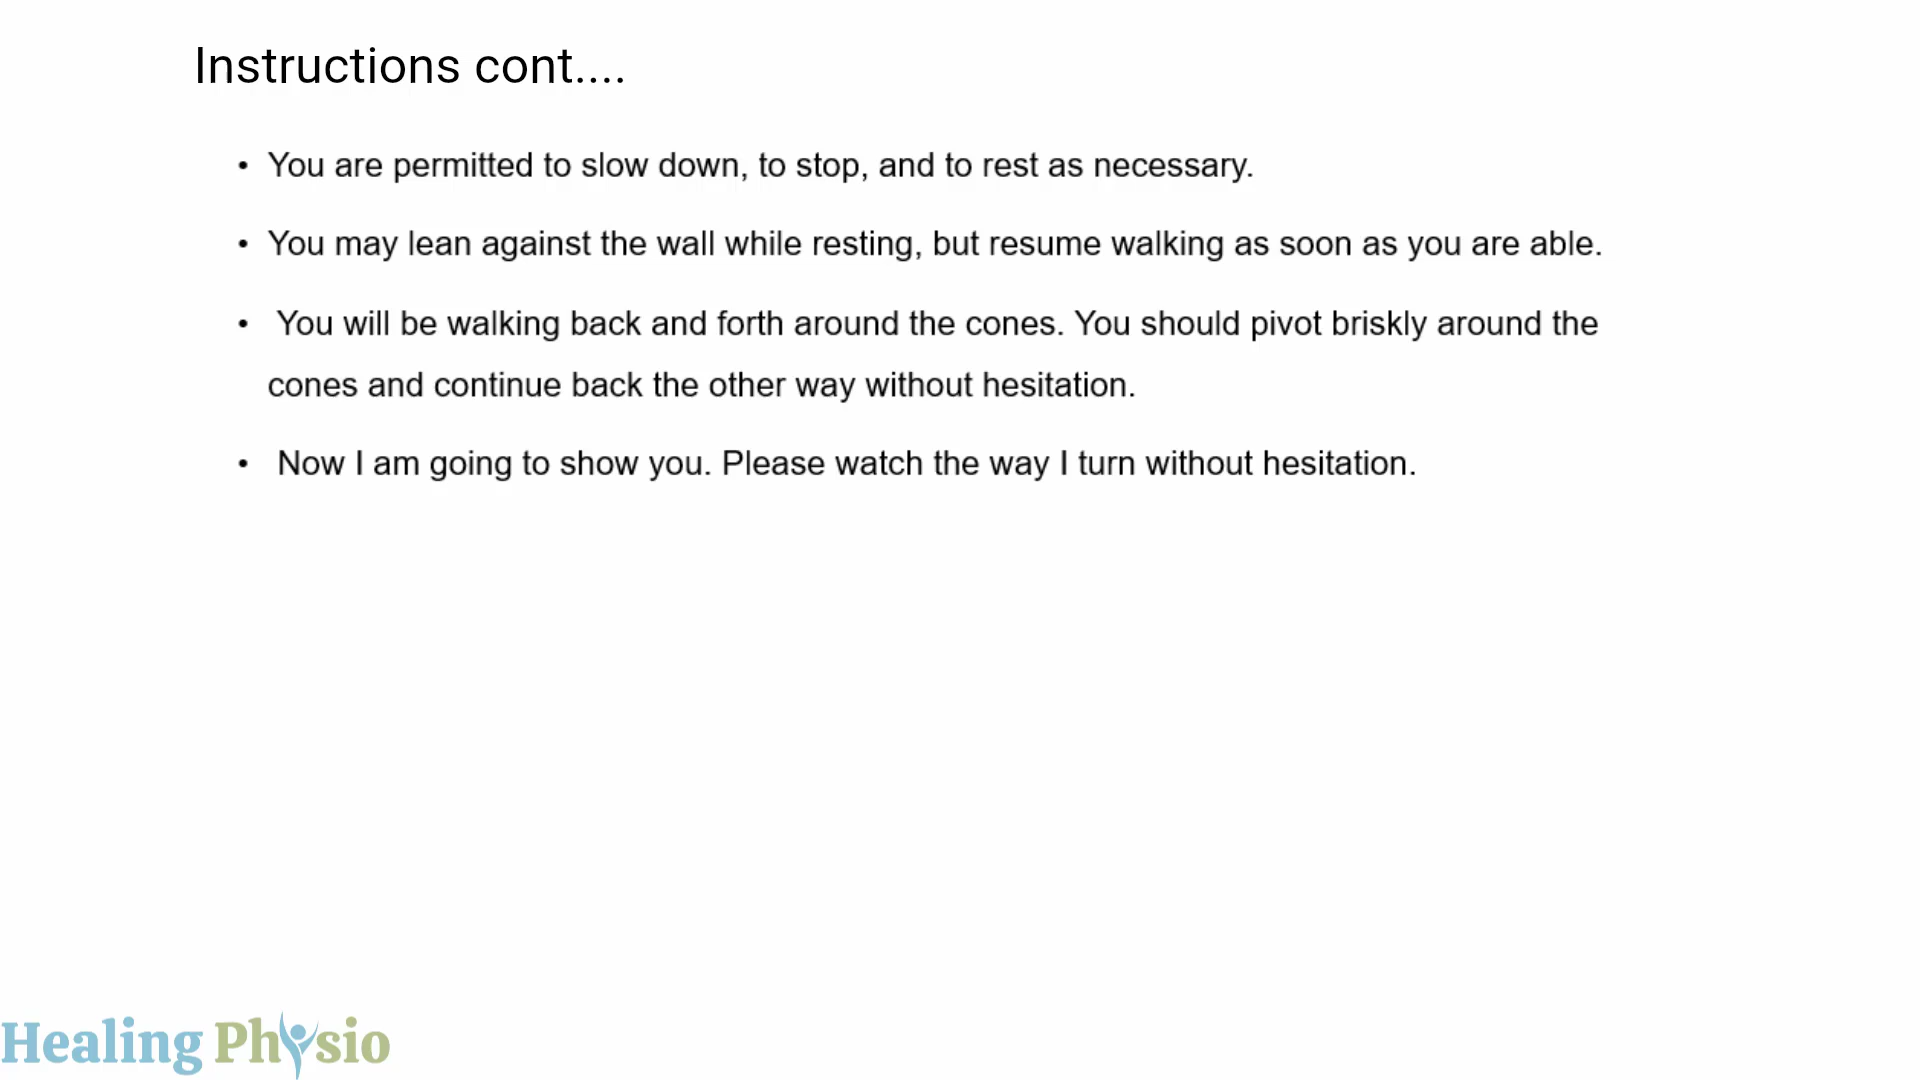 Instructions cont....
• You are permitted to slow down, to stop, and to rest as necessary.
• You may lean against the wall while resting, but resume walking as soon as you are able.
• You will be walking back and forth around the cones. You should pivot briskly around the
cones and continue back the other way without hesitation.
• Now I am going to show you. Please watch the way I turn without hesitation.
Healing Physio